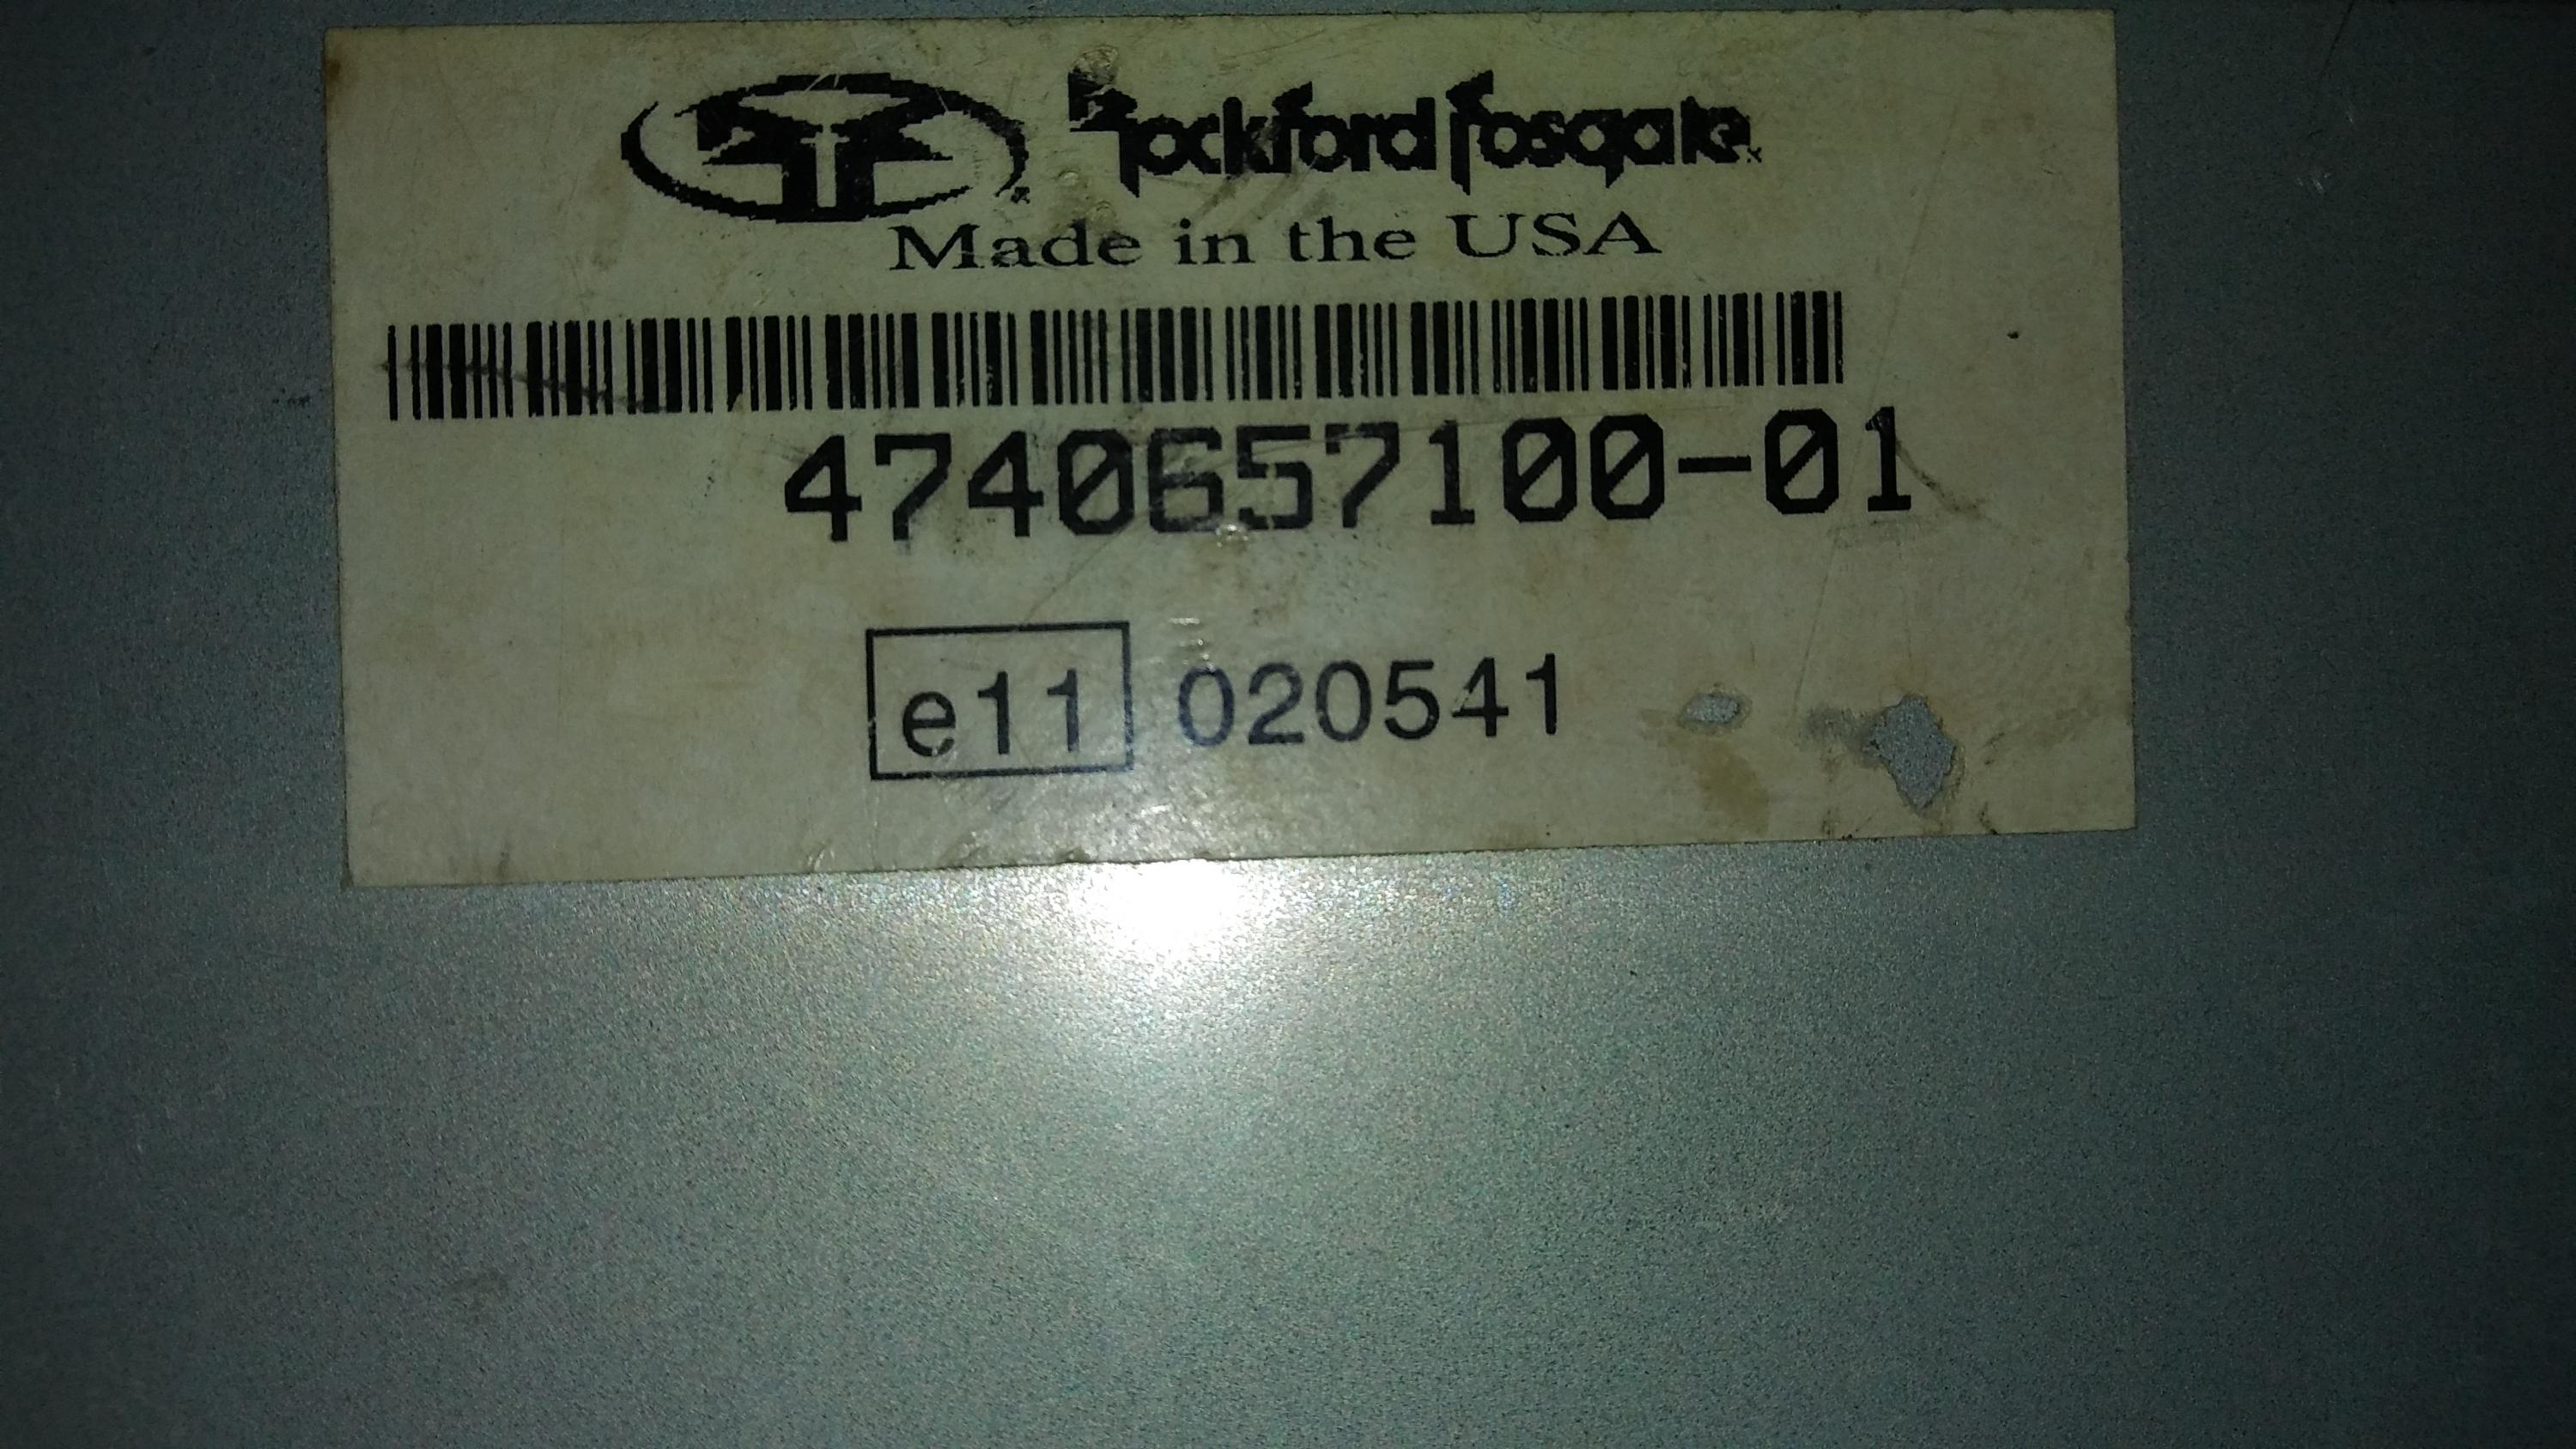 Rockford Fosgate
Made in the USA
4740657100-01
e11 020541